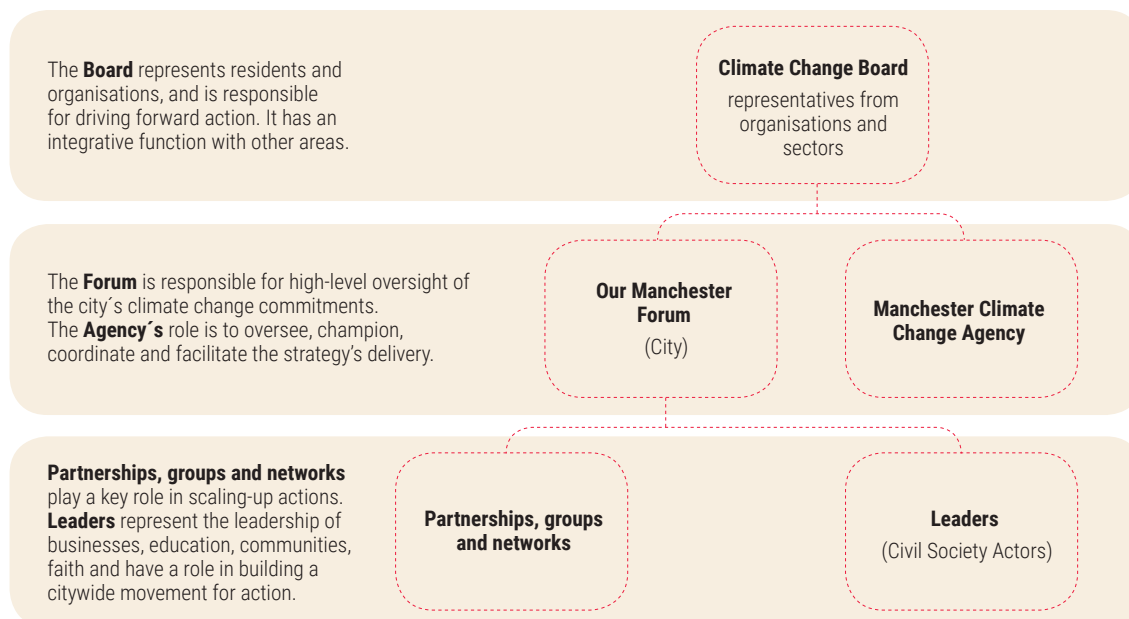 The Board represents residents and
organisations, and is responsible
for driving forward action. It has an
integrative function with other areas.
Climate Change Board
representatives from
organisations and
sectors
The Forum is responsible for high-level oversight of
the city´s climate change commitments.
The Agency´s role is to oversee, champion,
coordinate and facilitate the strategy’s delivery.
Our Manchester
Forum
(City)
Manchester Climate
Change Agency
Partnerships, groups and networks
play a key role in scaling-up actions.
Leaders represent the leadership of
businesses, education, communities,
faith and have a role in building a
citywide movement for action.
Partnerships, groups
and networks
Leaders
(Civil Society Actors)